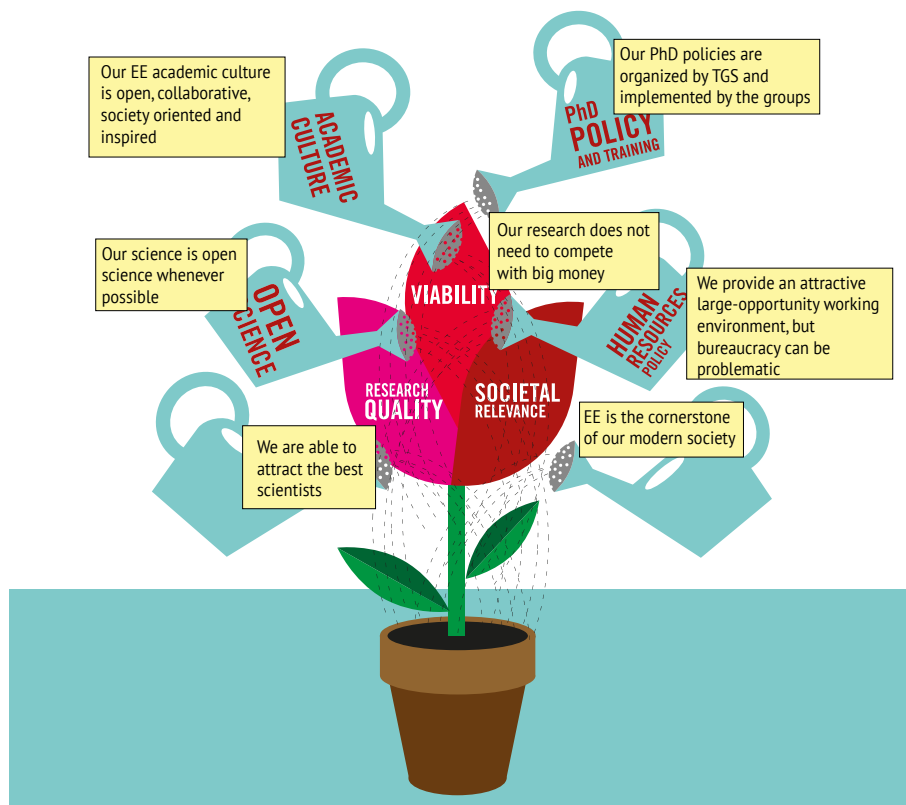 Our EE academic culture
is open, collaborative,
society oriented and
inspired
ACADEMIC
CULTURE
Our PhD policies are
organized by TGS and
implemented by the groups
PhD
POLICY
AND TRAINING
Our science is open
science whenever
possible
OPEN
CIENCE
Our research does not
need to compete
with big money
VIABILITY
We provide an attractive
large-opportunity working
environment, but
bureaucracy can be
problematic
HUMAN
RESOURCES
POLICY
RESEARCH
QUALITY
SOCIETAL
RELEVANCE
We are able to
attract the best
scientists
EE is the cornerstone
of our modern society